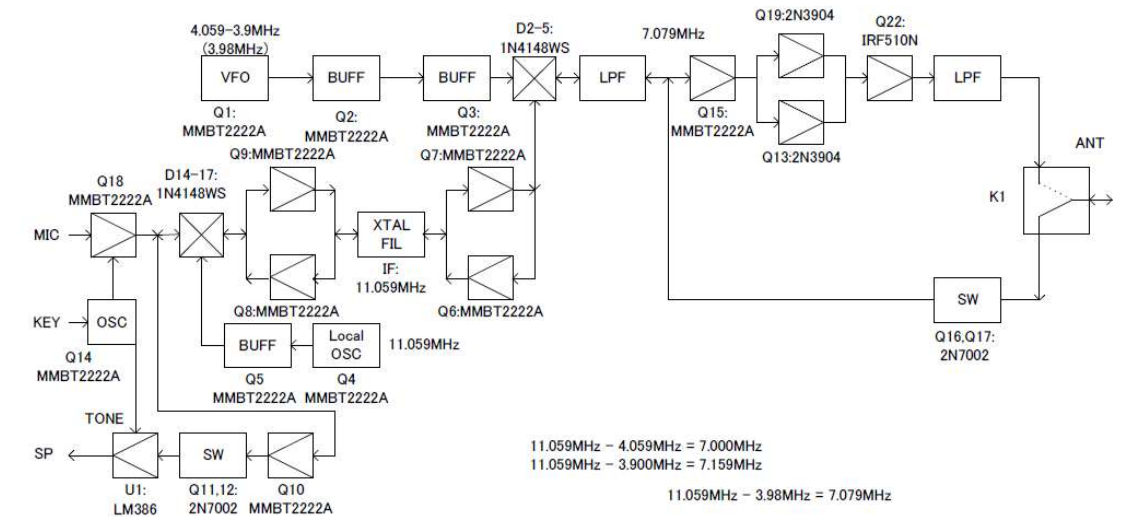 4.059-3.9MHz
(3.98MHz)
VFO
Q1:
MMBT2222A
BUFF
Q2:
MMBT2222A
BUFF
Q3:
MMBT2222A
D2-5:
1N4148WS
LPF
7.079MHz
Q15:
MMBT2222A
Q19:2N3904
Q13:2N3904
Q22:
IRF510N
LPF
ANT
K1
Q18
MMBT2222A
MIC
D14-17:
1N4148WS
Q9:MMBT2222A
Q8:MMBT2222A
XTAL
FIL
IF:
11.059MHz
Q7:MMBT2222A
Q6:MMBT2222A
SW
Q16,Q17:
2N7002
KEY
OSC
Q14
MMBT2222A
BUFF
Q5
MMBT2222A
Local
OSC
Q4
MMBT2222A
11.059MHz
TONE
SP
U1:
LM386
SW
Q11,12:
2N7002
Q10
MMBT2222A
11.059MHz - 4.059MHz = 7.000MHz
11.059MHz - 3.900MHz = 7.159MHz
11.059MHz - 3.98MHz = 7.079MHz